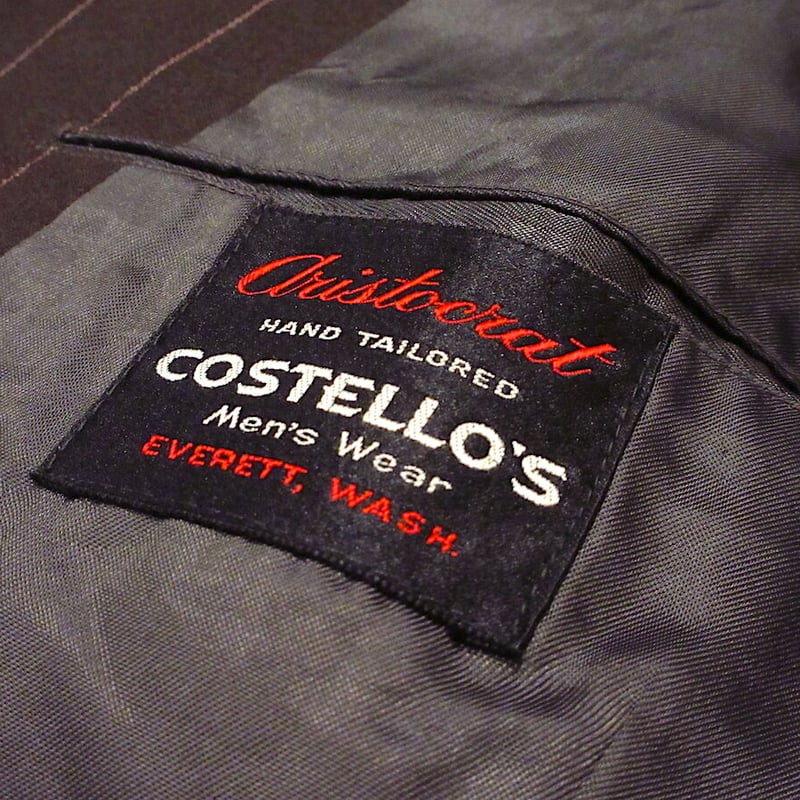 Aristocrat
HAND TAILORED
COSTELLO'S
Men's Wear
EVERETT, WASH.